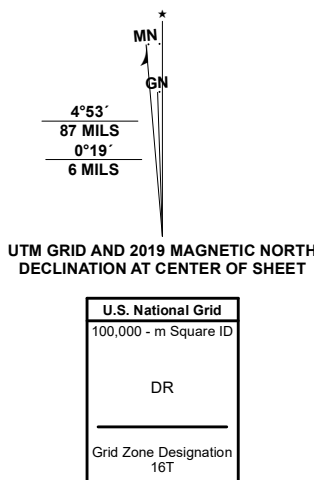 ★
MN
GN
4°53´
87 MILS
0°19´
6 MILS
UTM GRID AND 2019 MAGNETIC NORTH
DECLINATION AT CENTER OF SHEET
U.S. National Grid
100,000 - m Square ID
DR
Grid Zone Designation
16T